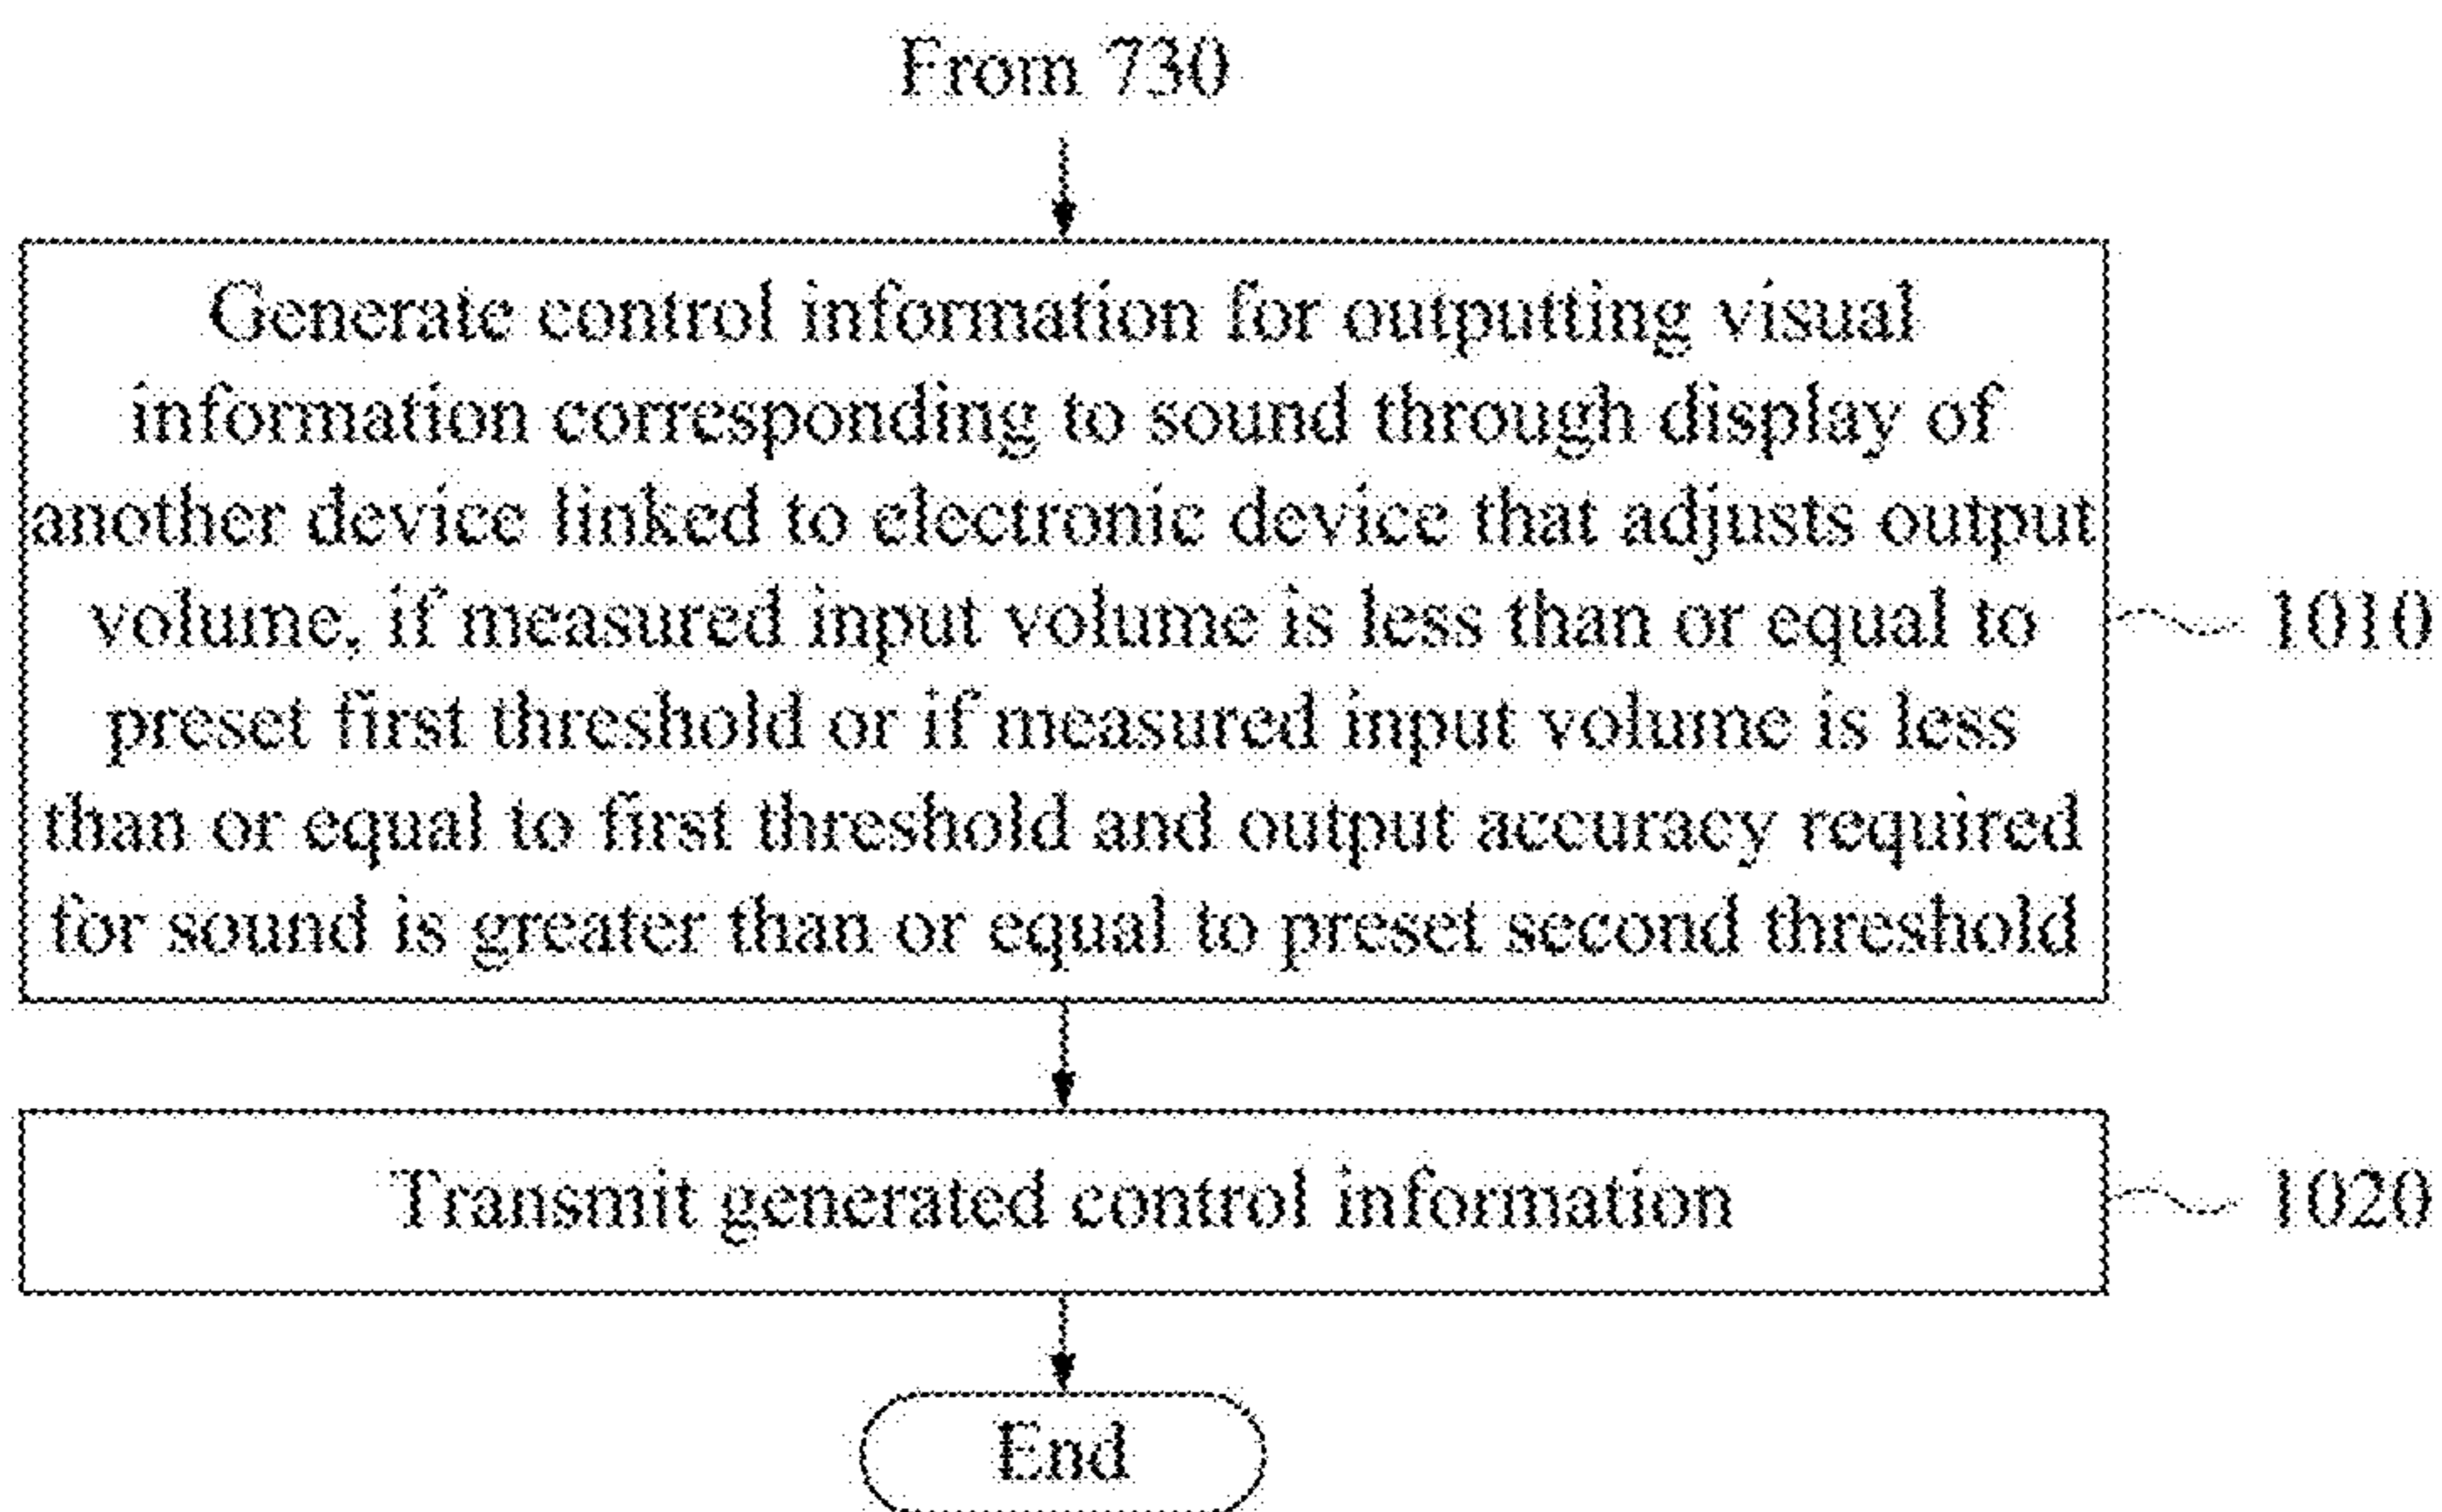 From 730
Generate control information for outputting visual
information corresponding to sound through display of
another device linked to electronic device that adjusts output
volume, if measured input volume is less than or equal to
preset first threshold or if measured input volume is less
than or equal to first threshold and output accuracy required
for sound is greater than or equal to preset second threshold
1010
Transmit generated control information
1020
End